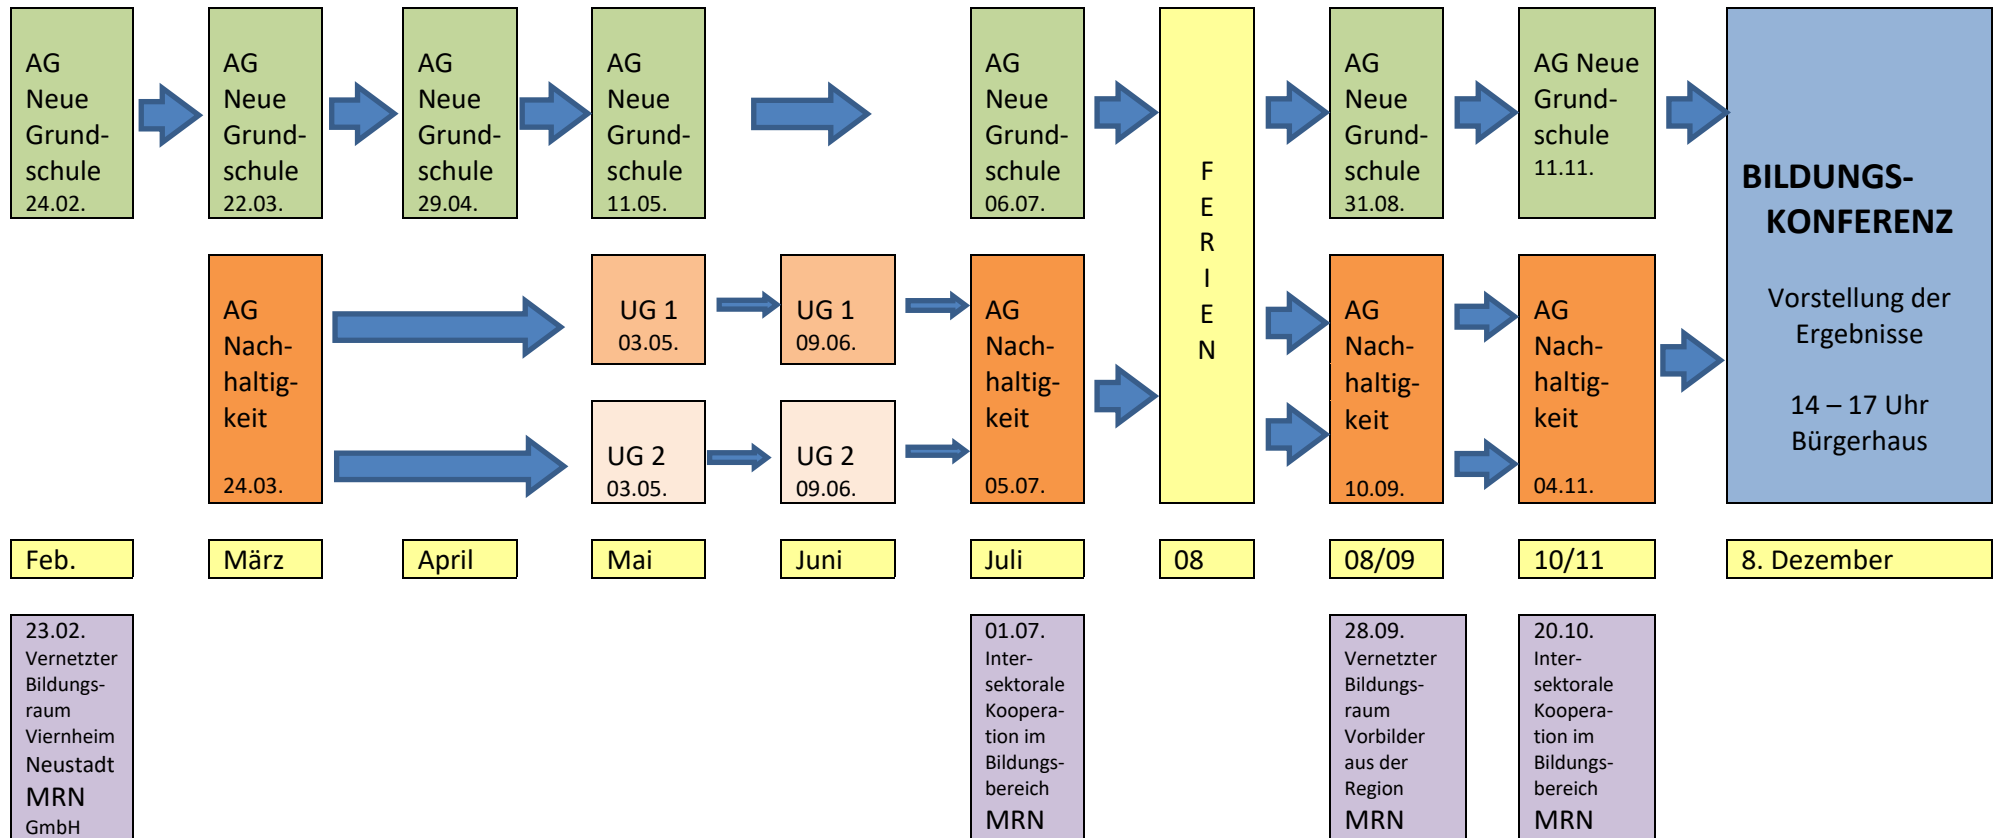 AG
Neue
Grund-
schule
24.02.
AG
Neue
Grund-
schule
22.03.
AG
Neue
Grund-
schule
29.04.
AG
Neue
Grund-
schule
11.05.
AG
Neue
Grund-
schule
06.07.
F
E
R
I
E
N
AG
Neue
Grund-
schule
31.08.
AG Neue
Grund-
schule
11.11.
BILDUNGS-
KONFERENZ
Vorstellung der
Ergebnisse
14 – 17 Uhr
Bürgerhaus
AG
Nach-
haltig-
keit
24.03.
UG 1
03.05.
UG 1
09.06.
UG 2
03.05.
UG 2
09.06.
AG
Nach-
haltig-
keit
05.07.
AG
Nach-
haltig-
keit
10.09.
AG
Nach-
haltig-
keit
04.11.
Feb.
März
April
Mai
Juni
Juli
08
08/09
10/11
8. Dezember
23.02.
Vernetzter
Bildungs-
raum
Viernheim
Neustadt
MRN
GmbH
01.07.
Inter-
sektorale
Koopera-
tion im
Bildungs-
bereich
MRN
28.09.
Vernetzter
Bildungs-
raum
Vorbilder
aus der
Region
MRN
20.10.
Inter-
sektorale
Koopera-
tion im
Bildungs-
bereich
MRN